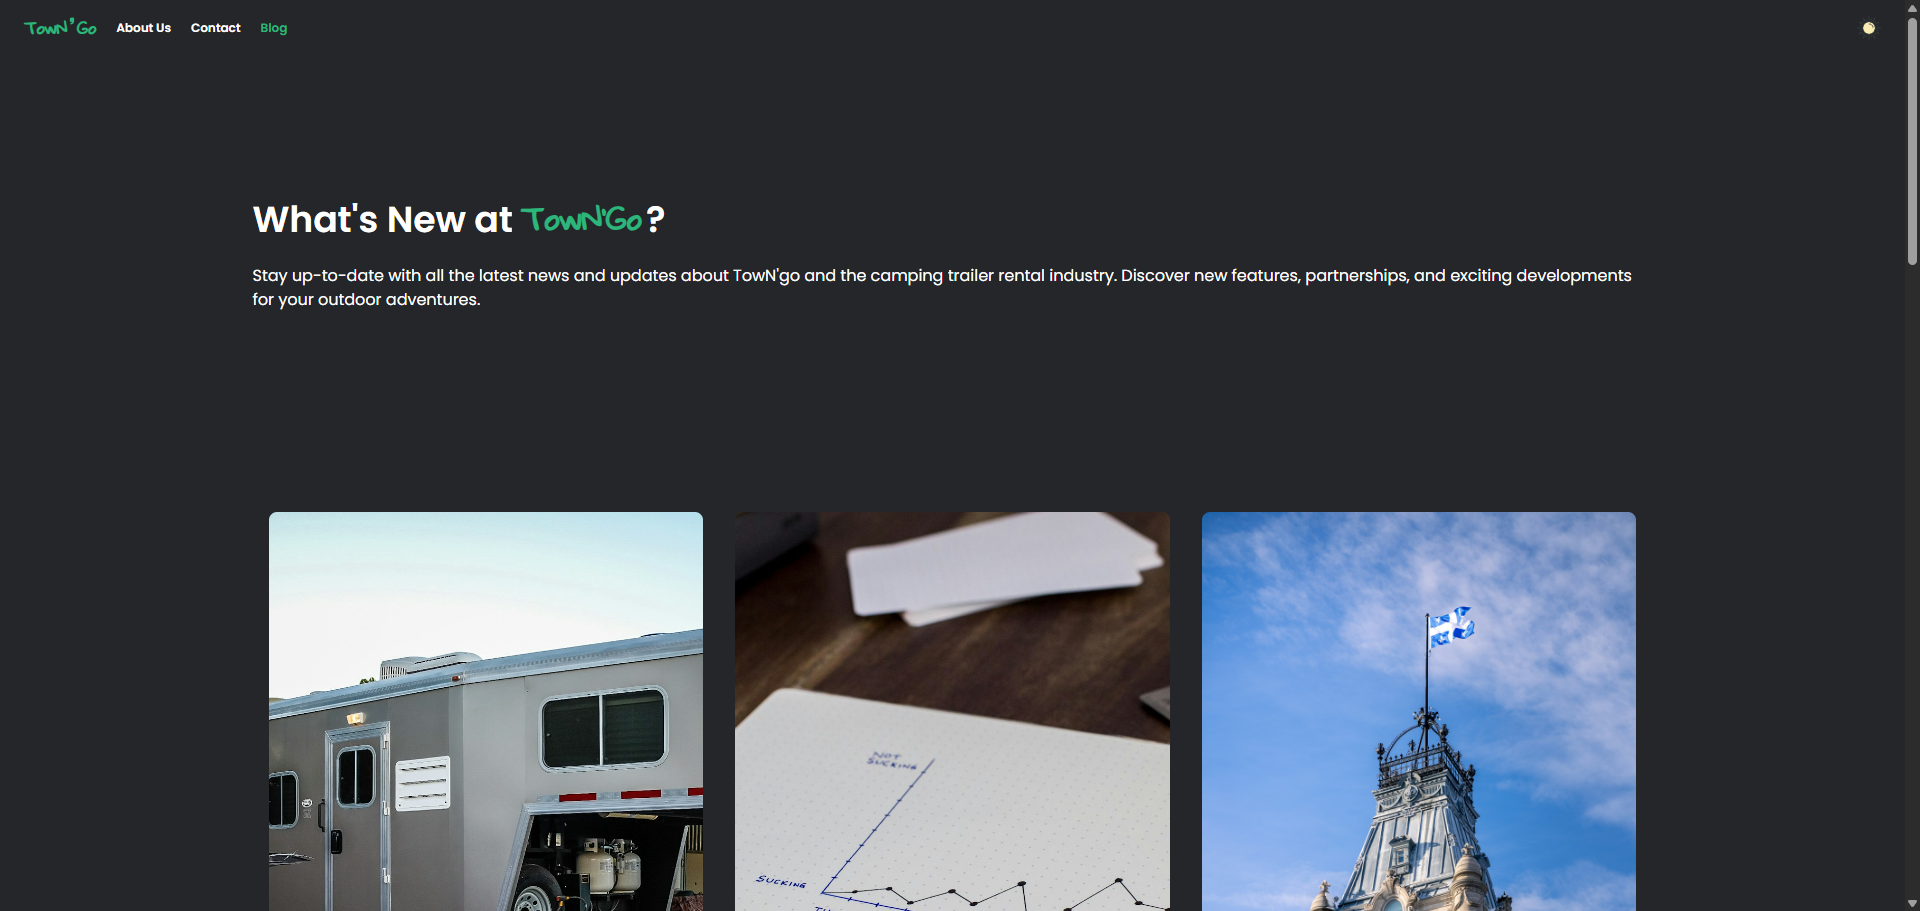 TowN'Go About Us Contact Blog
What's New at TowN'Go ?
Stay up-to-date with all the latest news and updates about TowN'go and the camping trailer rental industry. Discover new features, partnerships, and exciting developments
for your outdoor adventures.
NOT
SUCKING
SUCKING